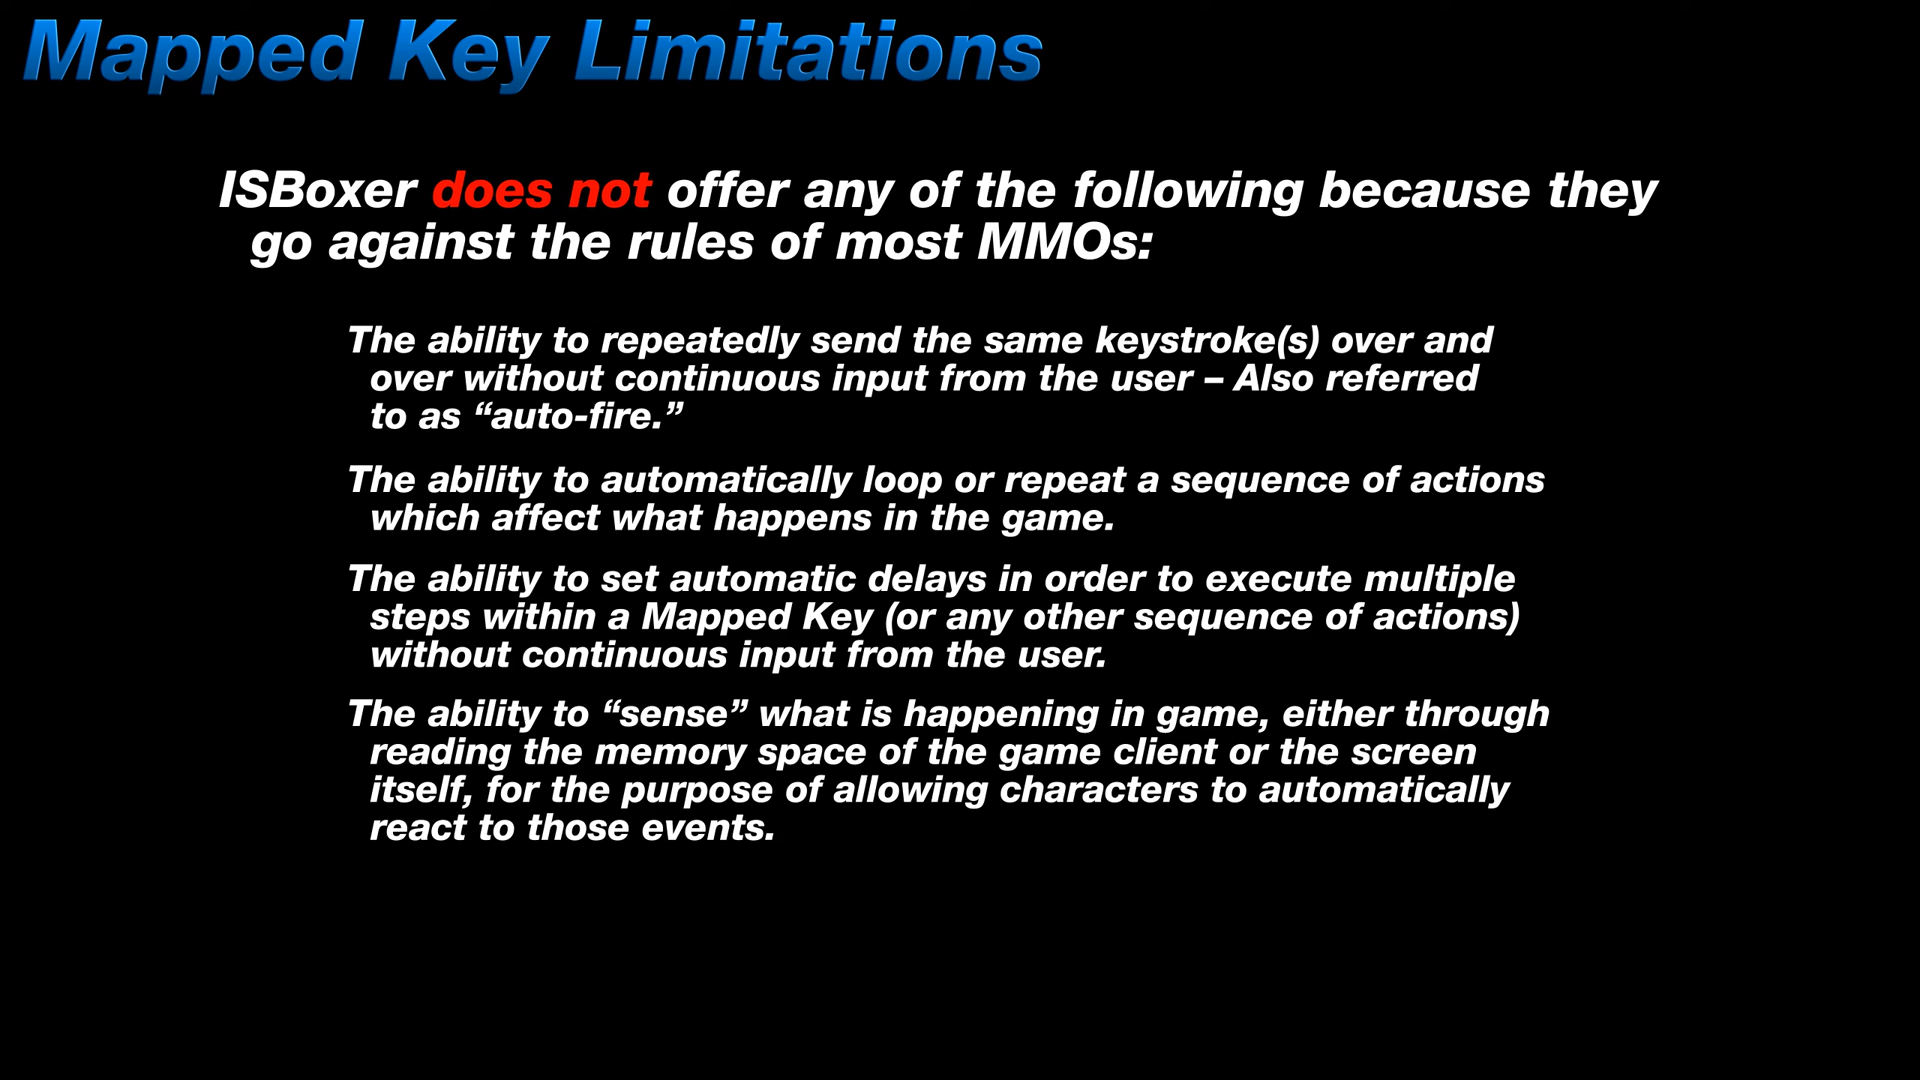 Mapped Key Limitations
ISBoxer does not offer any of the following because they
go against the rules of most MMOs:
The ability to repeatedly send the same keystroke(s) over and
over without continuous input from the user – Also referred
to as “auto-fire.”
The ability to automatically loop or repeat a sequence of actions
which affect what happens in the game.
The ability to set automatic delays in order to execute multiple
steps within a Mapped Key (or any other sequence of actions)
without continuous input from the user.
The ability to “sense” what is happening in game, either through
reading the memory space of the game client or the screen
itself, for the purpose of allowing characters to automatically
react to those events.